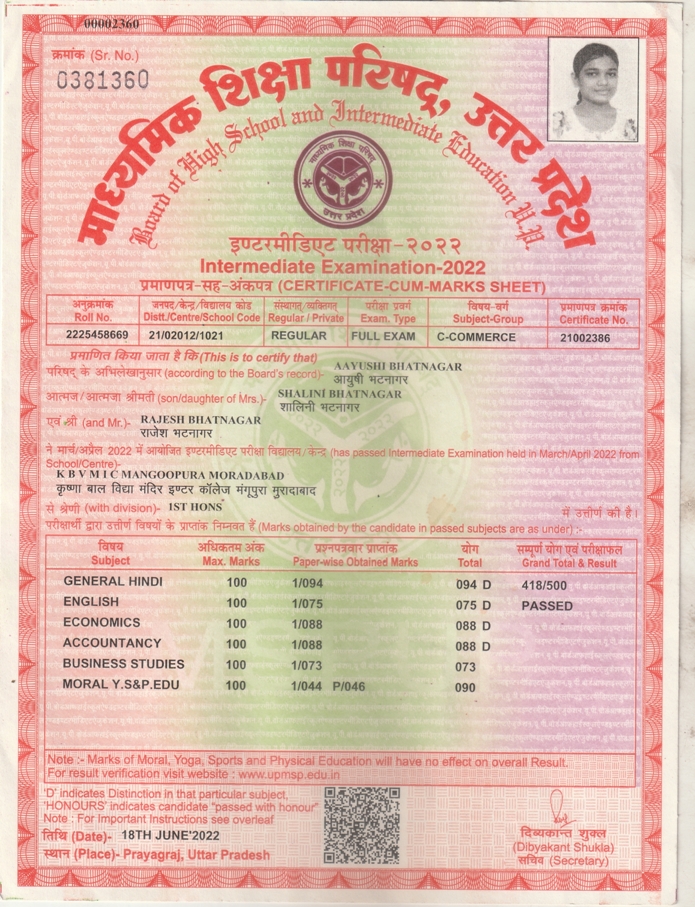 00002360
क्रमांक (Sr. No.)
0381360
माध्यमिक शिक्षा परिषद्, उत्तर प्रदेश
Board of High School and Intermediate Education U.P.
माध्यमिक शिक्षा परिषद्
उत्तर प्रदेश
इण्टरमीडिएट परीक्षा-२०२२
Intermediate Examination-2022
प्रमाणपत्र-सह-अंकपत्र (CERTIFICATE-CUM-MARKS SHEET)
अनुक्रमांक जनपद/केन्द्र/विद्यालय कोड संस्थागत/व्यक्तिगत परीक्षा प्रवर्ग विषय-वर्ग प्रमाणपत्र क्रमांक
Roll No. Distt./Centre/School Code Regular / Private Exam. Type Subject-Group Certificate No.
2225458669 21/02012/1021 REGULAR FULL EXAM C-COMMERCE 21002386
प्रमाणित किया जाता है कि (This is to certify that)
परिषद् के अभिलेखानुसार (according to the Board's record)- AAYUSHI BHATNAGAR
आयुषी भटनागर
आत्मज/आत्मजा श्रीमती (son/daughter of Mrs.)- SHALINI BHATNAGAR
शालिनी भटनागर
एवं श्री (and Mr.)- RAJESH BHATNAGAR
राजेश भटनागर
ने मार्च/अप्रैल 2022 में आयोजित इण्टरमीडिएट परीक्षा विद्यालय/केन्द्र (has passed Intermediate Examination held in March/April 2022 from
School/Centre)-
K B V M I C MANGOOPURA MORADABAD
कृष्णा बाल विद्या मंदिर इण्टर कॉलेज मंगूपुरा मुरादाबाद
से श्रेणी (with division)- 1ST HONS में उत्तीर्ण की है।
परीक्षार्थी द्वारा उत्तीर्ण विषयों के प्राप्तांक निम्नवत हैं (Marks obtained by the candidate in passed subjects are as under) :-
विषय अधिकतम अंक प्रश्नपत्रवार प्राप्तांक योग सम्पूर्ण योग एवं परीक्षाफल
Subject Max. Marks Paper-wise Obtained Marks Total Grand Total & Result
GENERAL HINDI 100 1/094 094 D 418/500
ENGLISH 100 1/075 075 D PASSED
ECONOMICS 100 1/088 088 D
ACCOUNTANCY 100 1/088 088 D
BUSINESS STUDIES 100 1/073 073
MORAL Y.S&P.EDU 100 1/044 P/046 090
Note :- Marks of Moral, Yoga, Sports and Physical Education will have no effect on overall Result.
For result verification visit website : www.upmsp.edu.in
'D' indicates Distinction in that particular subject,
'HONOURS' indicates candidate "passed with honour"
Note : For Important Instructions see overleaf
तिथि (Date)- 18TH JUNE'2022
स्थान (Place)- Prayagraj, Uttar Pradesh
दिब्यकान्त शुक्ल
(Dibyakant Shukla)
सचिव (Secretary)